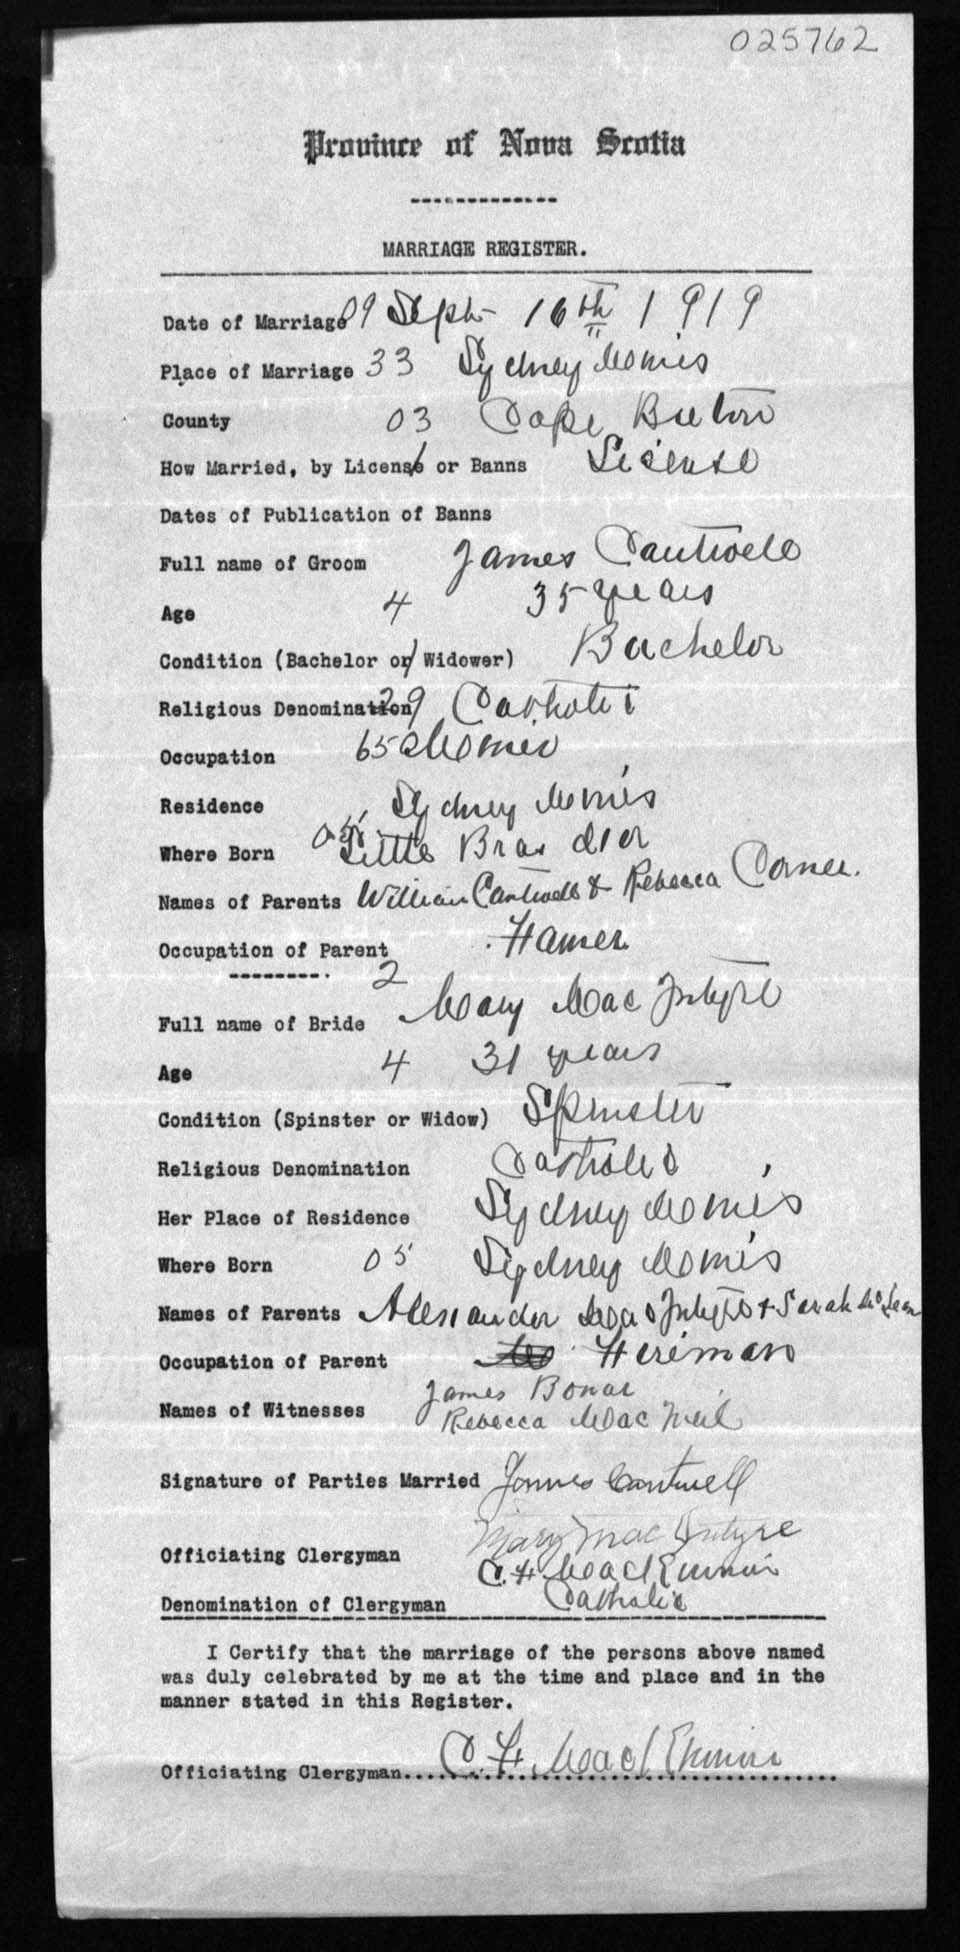 025762
Province of Nova Scotia
MARRIAGE REGISTER.
Date of Marriage 09 Sept 16th 1919
Place of Marriage 33 Sydney Mines
County 03 Cape Breton
How Married, by License or Banns License
Dates of Publication of Banns
Full name of Groom James Cantwell
Age 4 35 years
Condition (Bachelor or Widower) Bachelor
Religious Denomination 29 Catholic
Occupation 652 Miner
Residence Sydney Mines
Where Born 05 Little Bras d'Or
Names of Parents William Cantwell & Rebecca
Occupation of Parent Farmer
2
Full name of Bride Mary MacIntyre
Age 4 31 years
Condition (Spinster or Widow) Spinster
Religious Denomination Catholic
Her Place of Residence Sydney Mines
Where Born 05 Sydney Mines
Names of Parents Alexander MacIntyre + Sarah McLean
Occupation of Parent Fireman
Names of Witnesses James Bonar
Rebecca MacNeil
Signature of Parties Married James Cantwell
Mary MacIntyre
Officiating Clergyman C. F. MacKinnon
Denomination of Clergyman Catholic
I Certify that the marriage of the persons above named
was duly celebrated by me at the time and place and in the
manner stated in this Register.
Officiating Clergyman.... C. F. MacKinnon